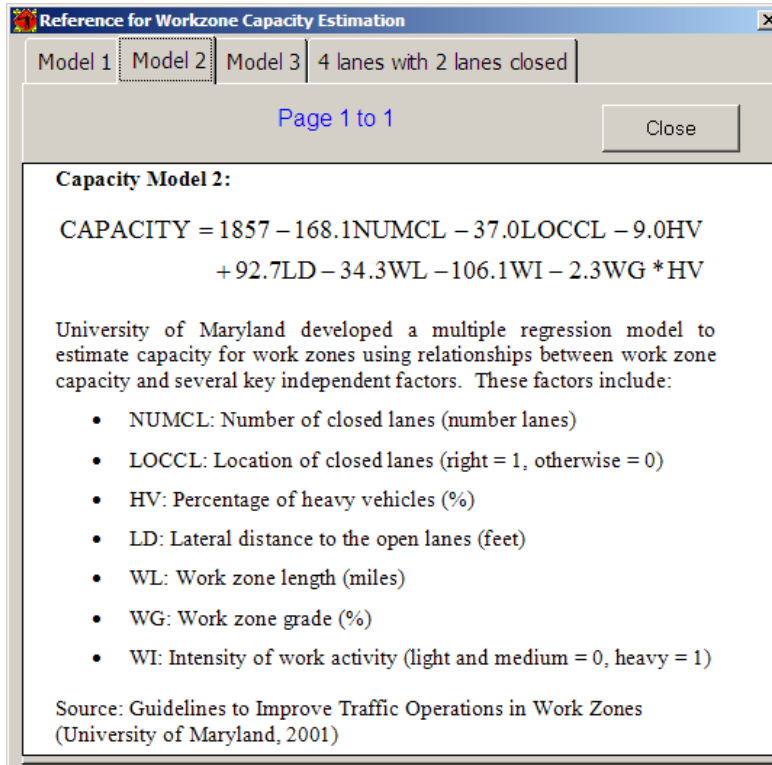 Reference for Workzone Capacity Estimation
Model 1 Model 2 Model 3 4 lanes with 2 lanes closed
Page 1 to 1
Close
Capacity Model 2:
CAPACITY = 1857 – 168.1NUMCL – 37.0LOCCL – 9.0HV
+ 92.7LD – 34.3WL – 106.1WI – 2.3WG * HV
University of Maryland developed a multiple regression model to
estimate capacity for work zones using relationships between work zone
capacity and several key independent factors. These factors include:
• NUMCL: Number of closed lanes (number lanes)
• LOCCL: Location of closed lanes (right = 1, otherwise = 0)
• HV: Percentage of heavy vehicles (%)
• LD: Lateral distance to the open lanes (feet)
• WL: Work zone length (miles)
• WG: Work zone grade (%)
• WI: Intensity of work activity (light and medium = 0, heavy = 1)
Source: Guidelines to Improve Traffic Operations in Work Zones
(University of Maryland, 2001)